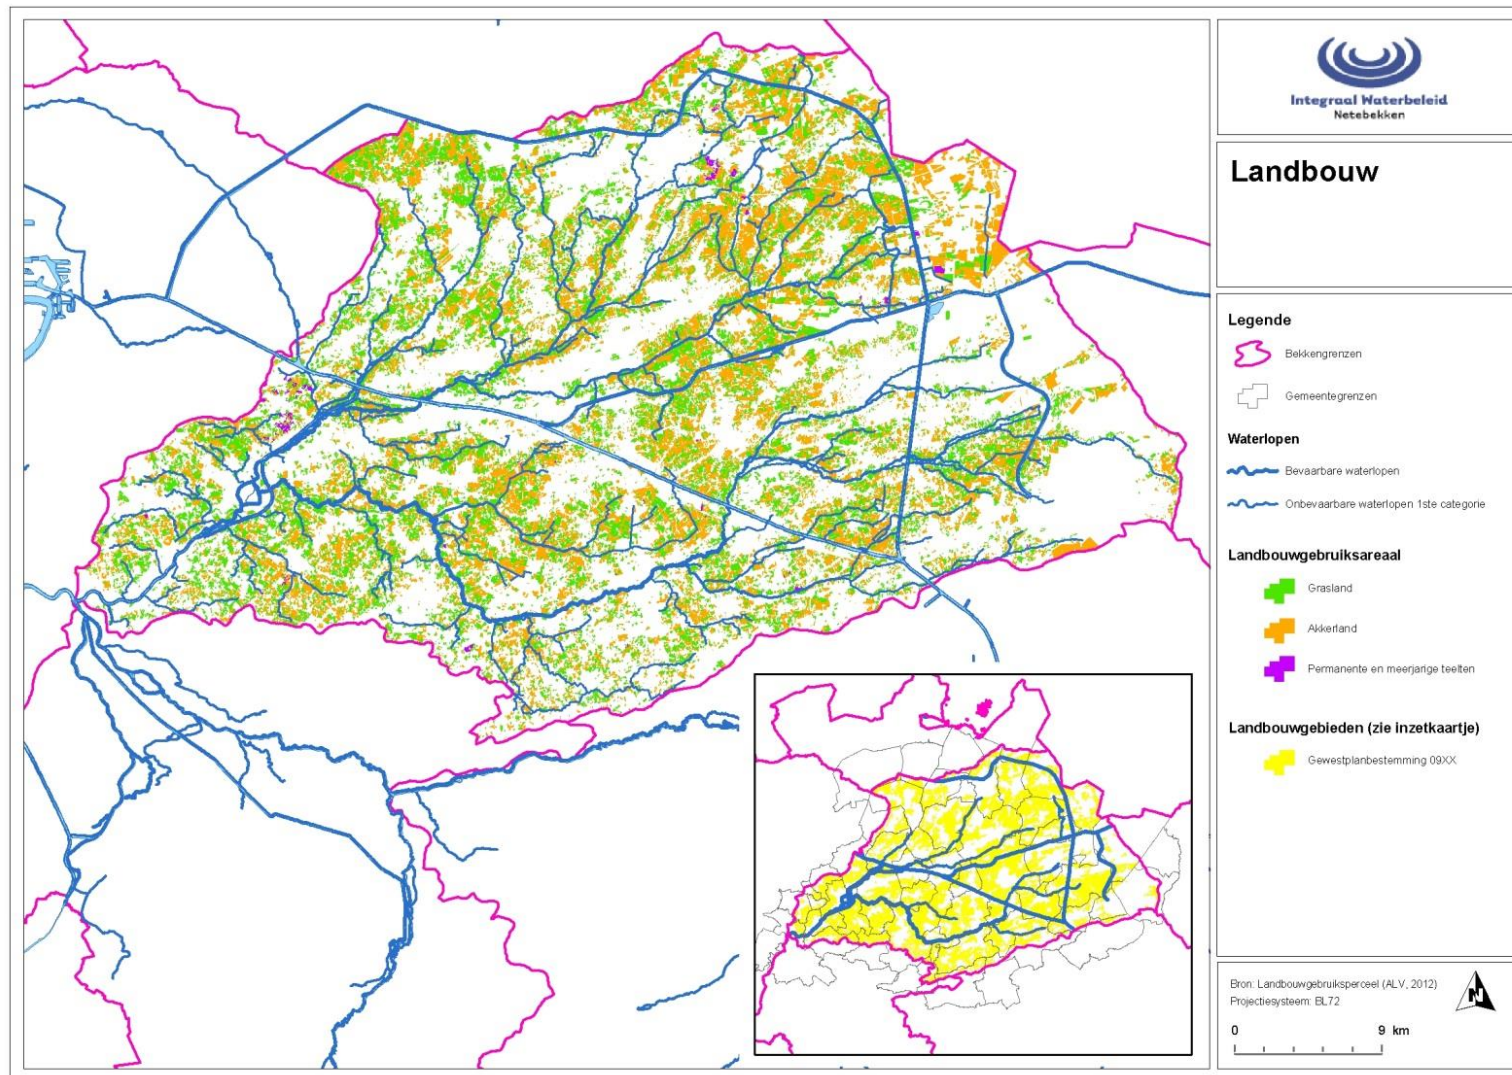 Integraal Waterbeleid
Netebekken
Landbouw
Legende
Bekkengrenzen
Gemeentegrenzen
Waterlopen
Bevaarbare waterlopen
Onbevaarbare waterlopen 1ste categorie
Landbouwgebruiksareaal
Grasland
Akkerland
Permanente en meerjarige teelten
Landbouwgebieden (zie inzetkaartje)
Gewestplanbestemming 09XX
Bron: Landbouwgebruiksperceel (ALV, 2012)
Projectiesysteem: BL72
N
0 9 km